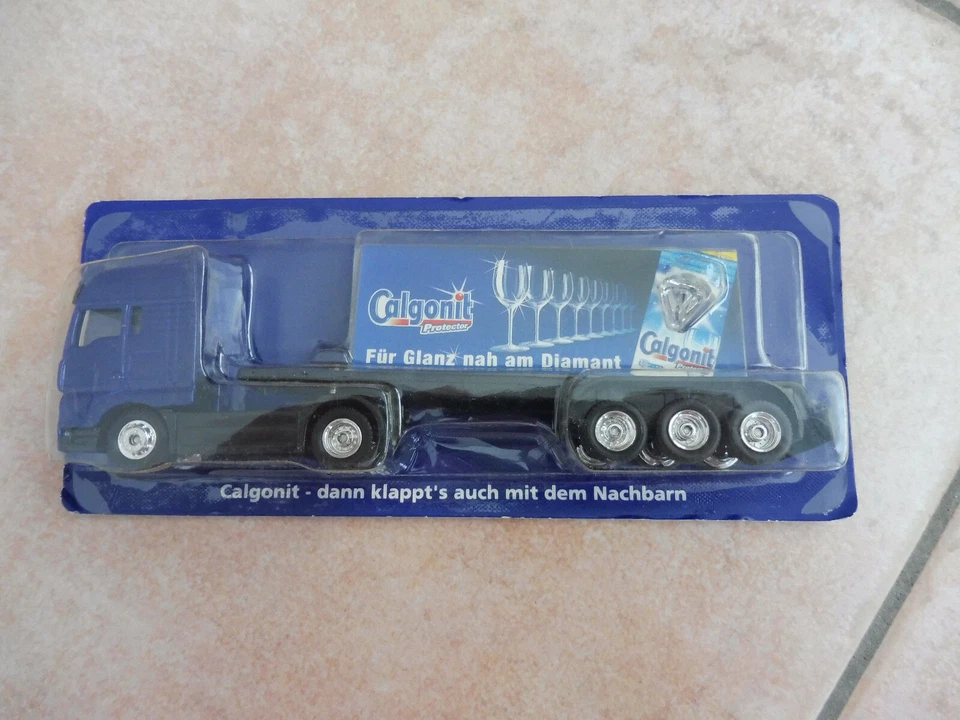 Calgonit
Protector
Für Glanz nah am Diamant
Calgonit
Calgonit - dann klappt's auch mit dem Nachbarn